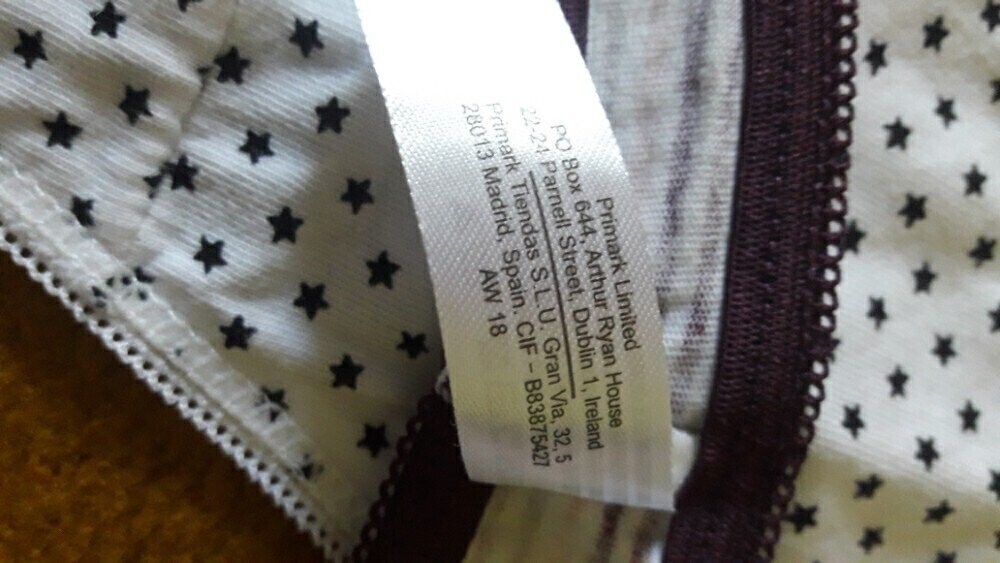 Primark Limited
PO Box 644, Arthur Ryan House
22-24 Parnell Street, Dublin 1, Ireland
Primark Tiendas S.L.U. Gran Via, 32, 5
28013 Madrid, Spain. CIF - B83875427
AW 18